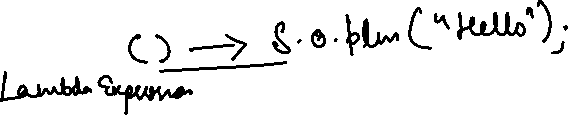 () → S.o.pln("Hello");
Lambda Expression